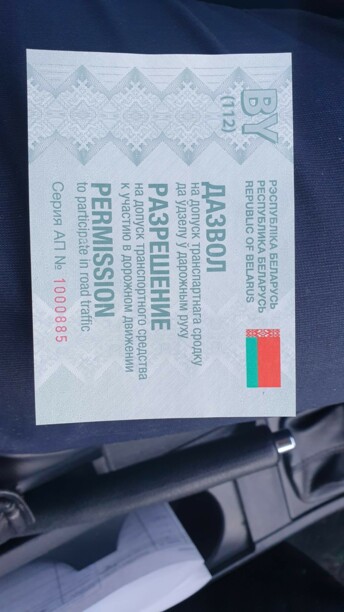 BY
(112)
РЭСПУБЛІКА БЕЛАРУСЬ
РЕСПУБЛИКА БЕЛАРУСЬ
REPUBLIC OF BELARUS
ДАЗВОЛ
на допуск транспартнага сродку
да ўдзелу ў дарожным руху
РАЗРЕШЕНИЕ
на допуск транспортного средства
к участию в дорожном движении
PERMISSION
to participate in road traffic
Серия АП № 1000885